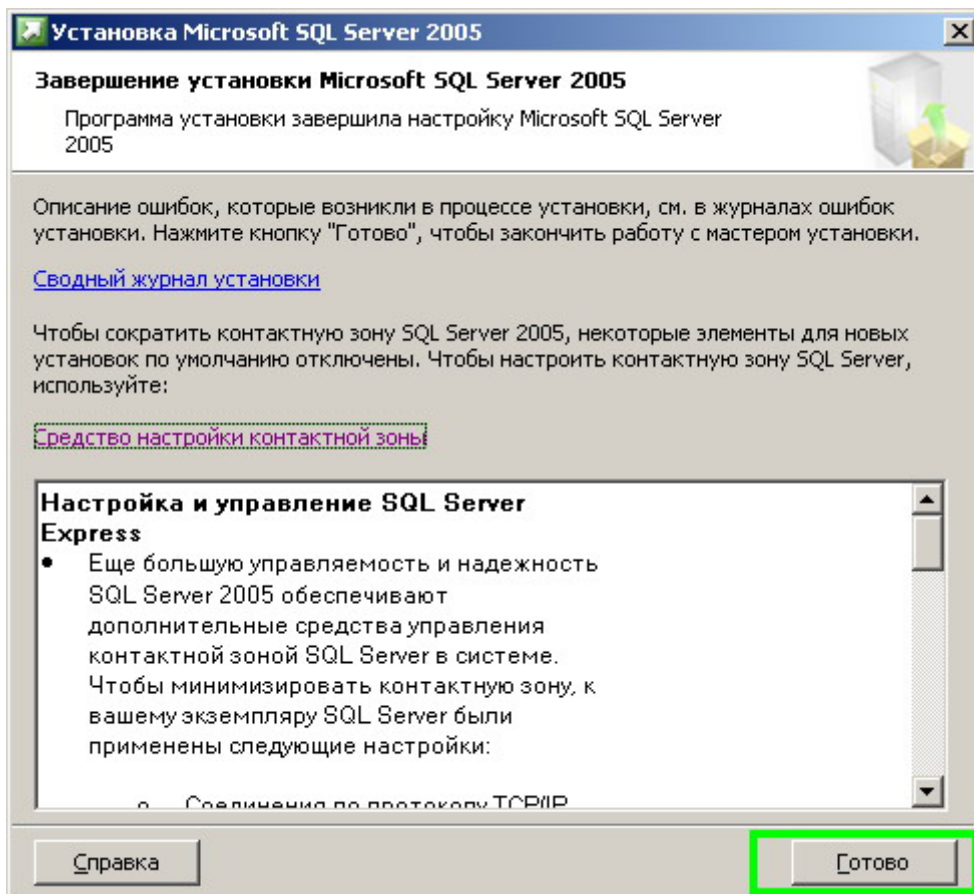 Установка Microsoft SQL Server 2005
Завершение установки Microsoft SQL Server 2005
Программа установки завершила настройку Microsoft SQL Server
2005
Описание ошибок, которые возникли в процессе установки, см. в журналах ошибок
установки. Нажмите кнопку "Готово", чтобы закончить работу с мастером установки.
Сводный журнал установки
Чтобы сократить контактную зону SQL Server 2005, некоторые элементы для новых
установок по умолчанию отключены. Чтобы настроить контактную зону SQL Server,
используйте:
Средство настройки контактной зоны
Настройка и управление SQL Server
Express
• Еще большую управляемость и надежность
SQL Server 2005 обеспечивают
дополнительные средства управления
контактной зоной SQL Server в системе.
Чтобы минимизировать контактную зону, к
вашему экземпляру SQL Server были
применены следующие настройки:
o Соединения по протоколу TCP/IP
Справка
Готово